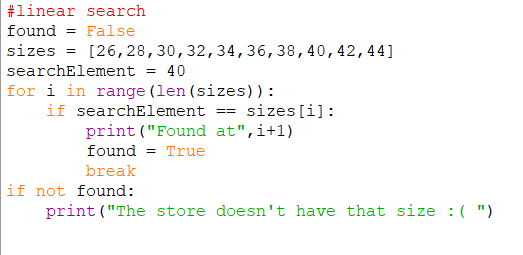 #linear search
found = False
sizes = [26,28,30,32,34,36,38,40,42,44]
searchElement = 40
for i in range(len(sizes)):
    if searchElement == sizes[i]:
        print("Found at",i+1)
        found = True
        break
if not found:
    print("The store doesn't have that size :( ")